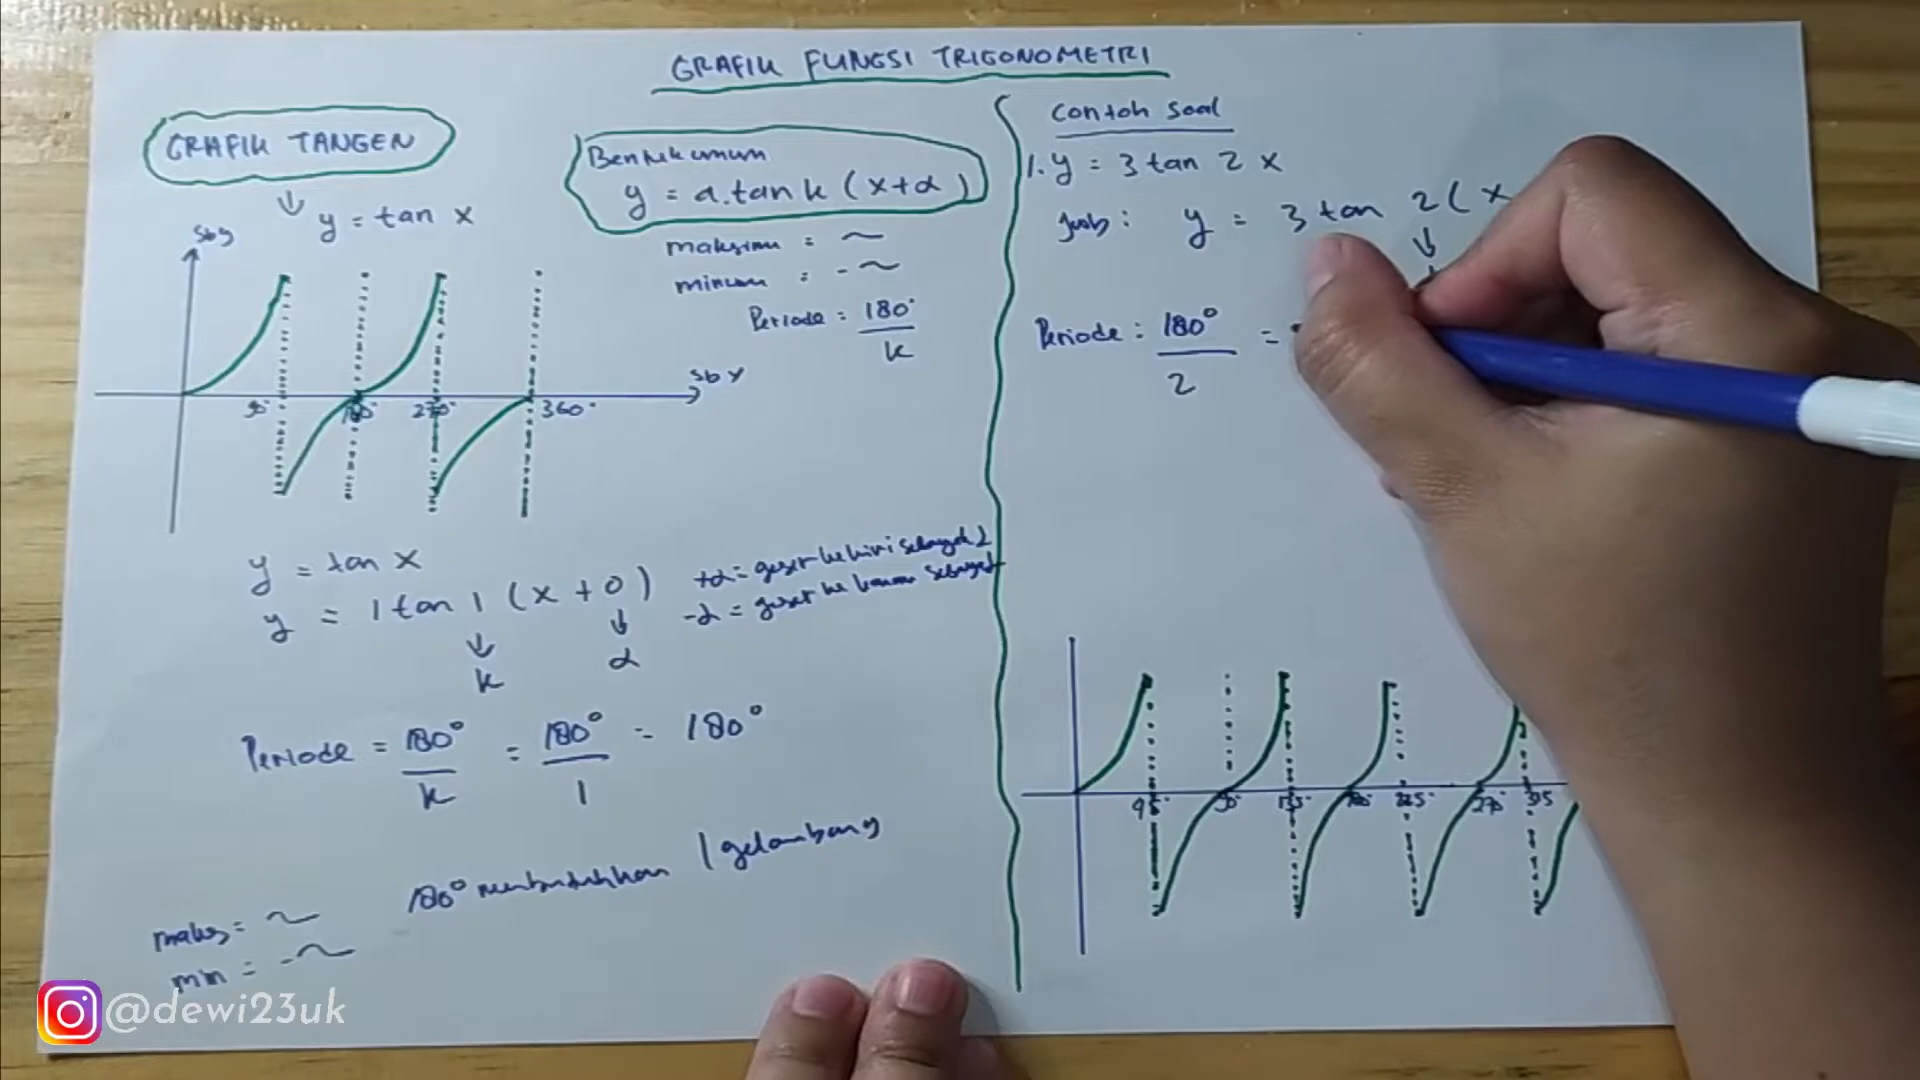 GRAFIK FUNGSI TRIGONOMETRI
GRAFIK TANGEN
y = tan x
sb y
90° 180° 270° 360°
sb x
Bentuk umum
y = a.tan k (x+α)
maksimum = ~
minimum = -~
Periode = 180°
k
y = tan x
y = 1 tan 1 (x + 0)
k α
+α = geser ke kiri sebesar α
-α = geser ke kanan sebesar
Periode = 180° = 180° = 180°
k 1
180° membutuhkan 1 gelombang
maks = ~
min = -~
Contoh soal
1. y = 3 tan 2 x
Jwb : y = 3 tan 2 ( x
Periode : 180° =
2
45° 90° 135° 180° 225° 270° 315
@dewi23uk